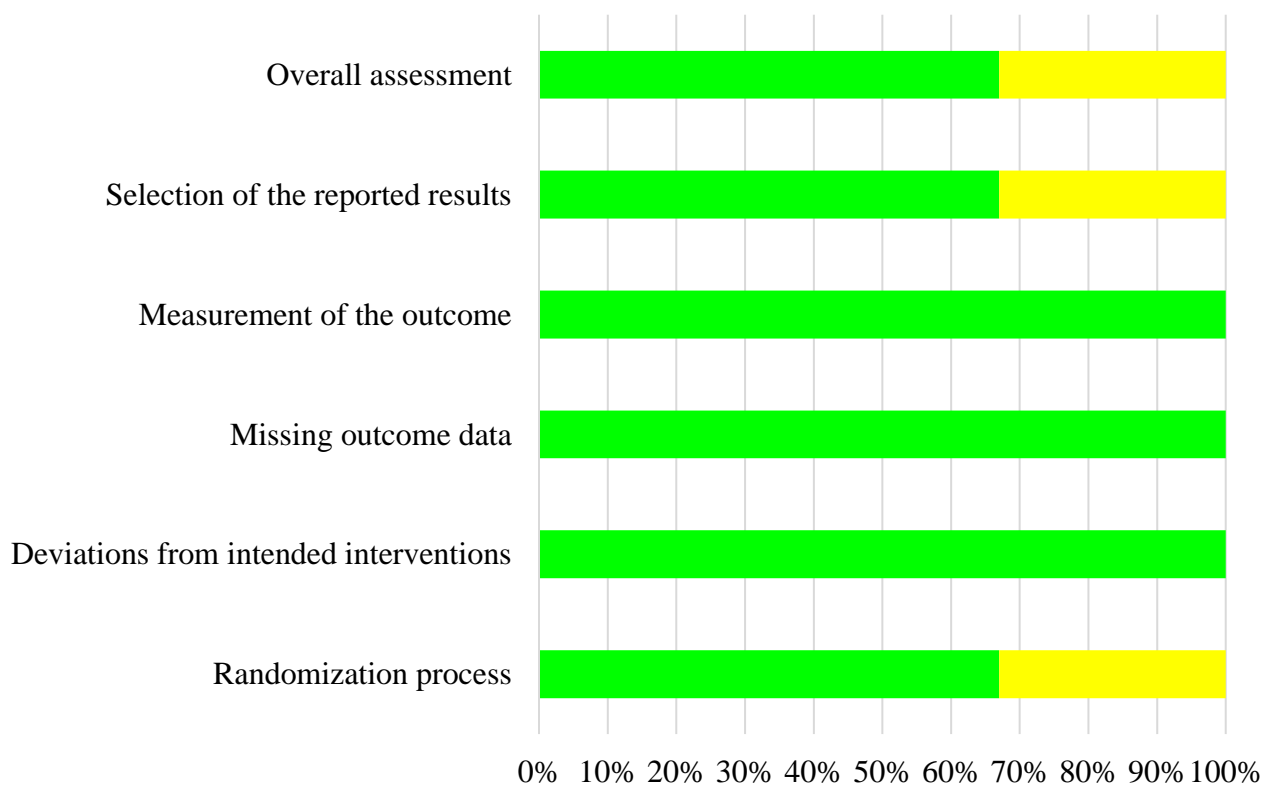 Overall assessment
Selection of the reported results
Measurement of the outcome
Missing outcome data
Deviations from intended interventions
Randomization process
0% 10% 20% 30% 40% 50% 60% 70% 80% 90% 100%